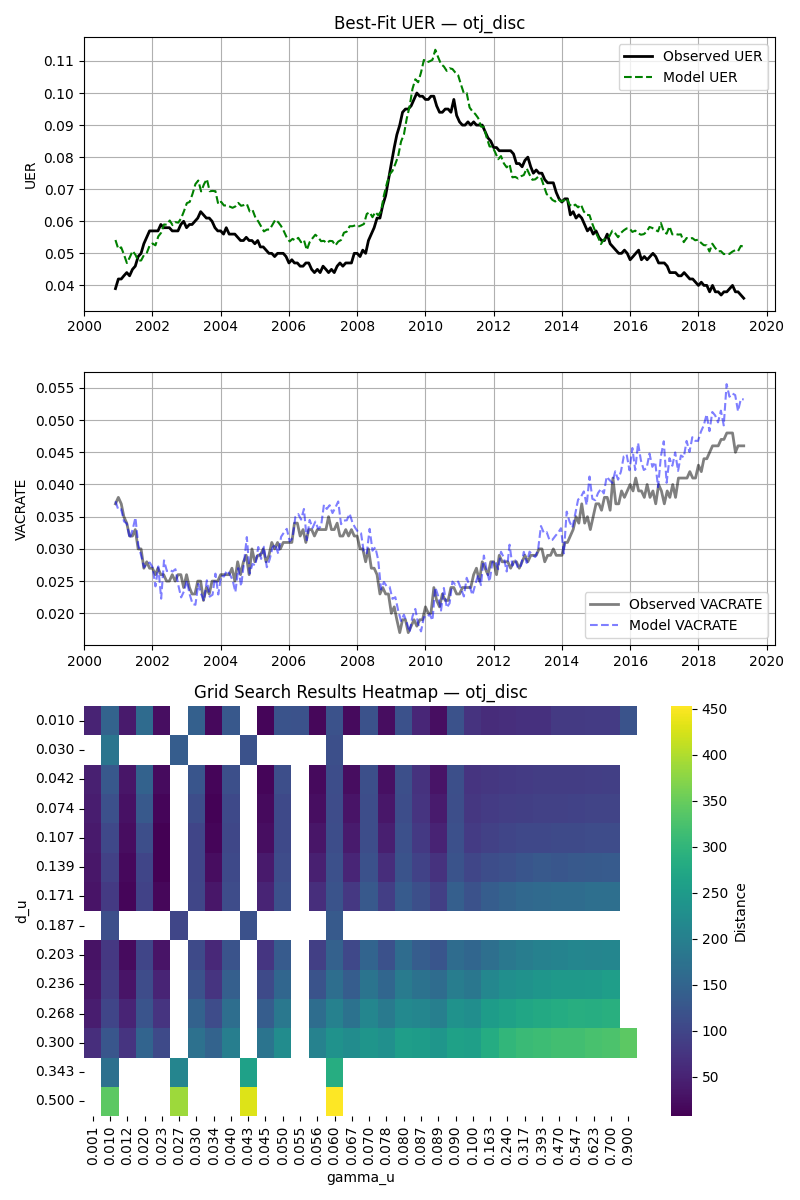 Best-Fit UER — otj_disc
Observed UER
Model UER
UER
0.11
0.10
0.09
0.08
0.07
0.06
0.05
0.04
2000 2002 2004 2006 2008 2010 2012 2014 2016 2018 2020
VACRATE
0.055
0.050
0.045
0.040
0.035
0.030
0.025
0.020
Observed VACRATE
Model VACRATE
2000 2002 2004 2006 2008 2010 2012 2014 2016 2018 2020
Grid Search Results Heatmap — otj_disc
d_u
0.010
0.030
0.042
0.074
0.107
0.139
0.171
0.187
0.203
0.236
0.268
0.300
0.343
0.500
0.001 0.010 0.012 0.020 0.023 0.027 0.030 0.034 0.040 0.043 0.045 0.050 0.055 0.056 0.060 0.067 0.070 0.078 0.080 0.087 0.089 0.090 0.100 0.163 0.240 0.317 0.393 0.470 0.547 0.623 0.700 0.900
gamma_u
450
400
350
300
250
200
150
100
50
Distance